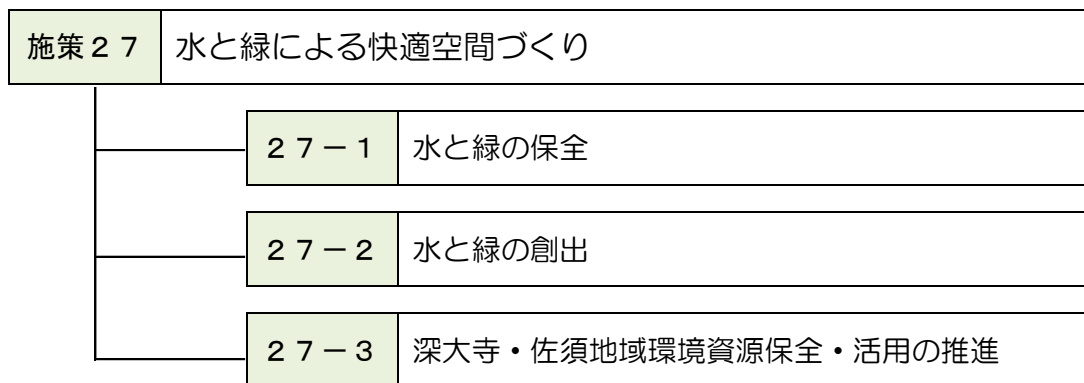 施策２７ 水と緑による快適空間づくり
２７－１ 水と緑の保全
２７－２ 水と緑の創出
２７－３ 深大寺・佐須地域環境資源保全・活用の推進